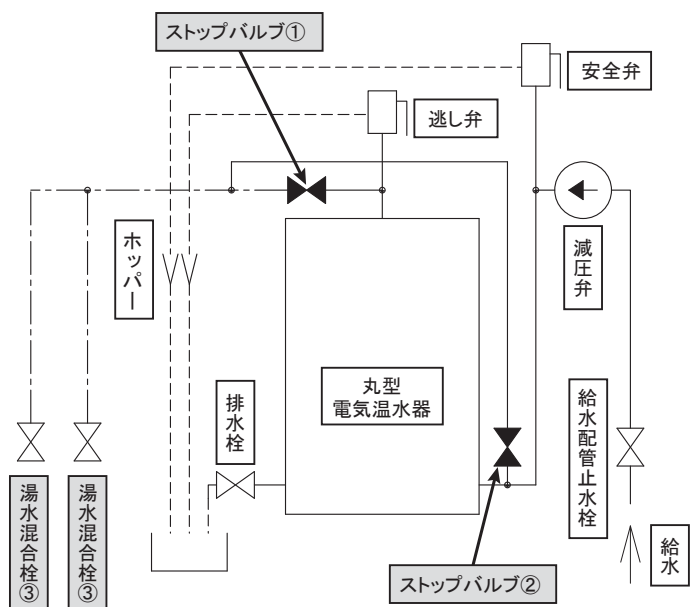 ストップバルブ①
安全弁
逃し弁
減圧弁
ホッパー
丸型
電気温水器
排水栓
給水配管止水栓
湯水混合栓③
湯水混合栓③
給水
ストップバルブ②